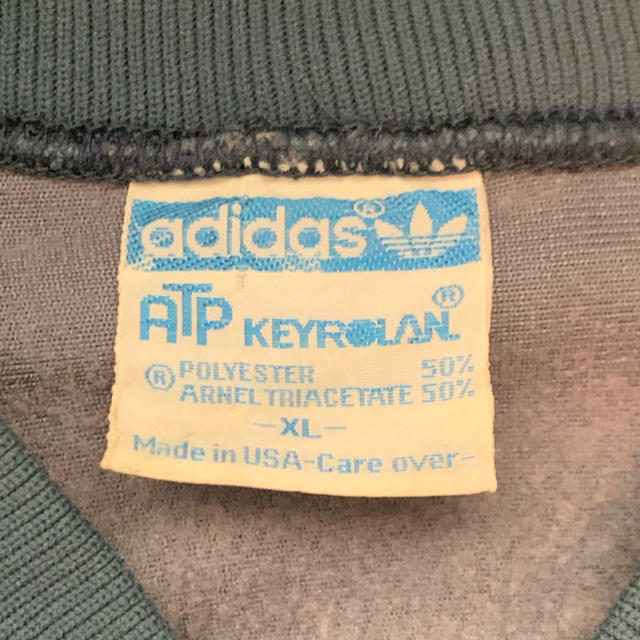 adidas®
ATP KEYROLAN®
® POLYESTER 50%
ARNEL TRIACETATE 50%
—XL—
Made in USA-Care over-